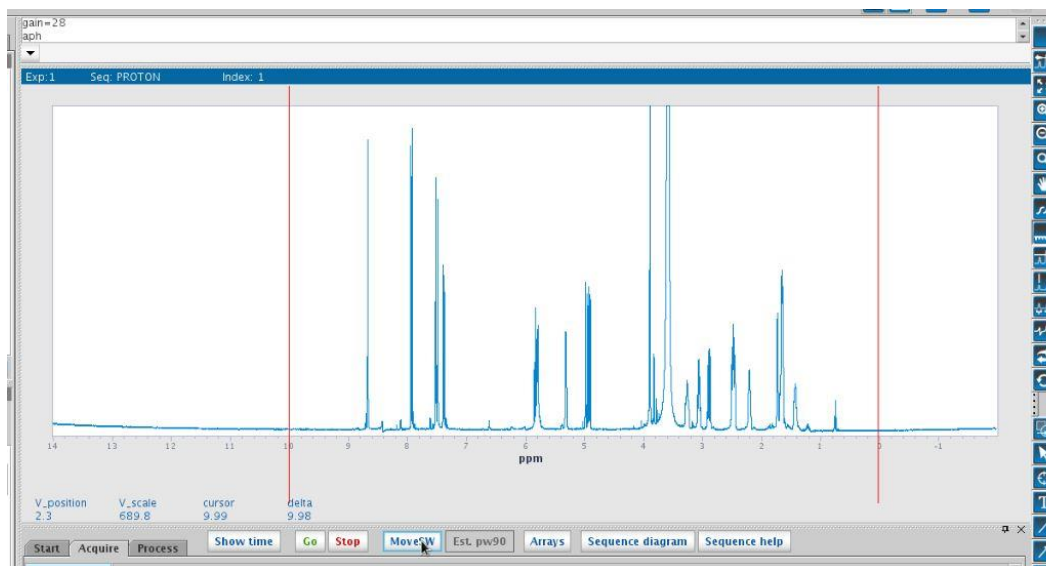 gain=28
aph
Exp:1 Seq: PROTON Index: 1
14 13 12 11 10 9 8 7 6 5 4 3 2 1 0 -1
ppm
V_position V_scale cursor delta
2.3 689.8 9.99 9.98
Start Acquire Process Show time Go Stop MoveSW Est. pw90 Arrays Sequence diagram Sequence help